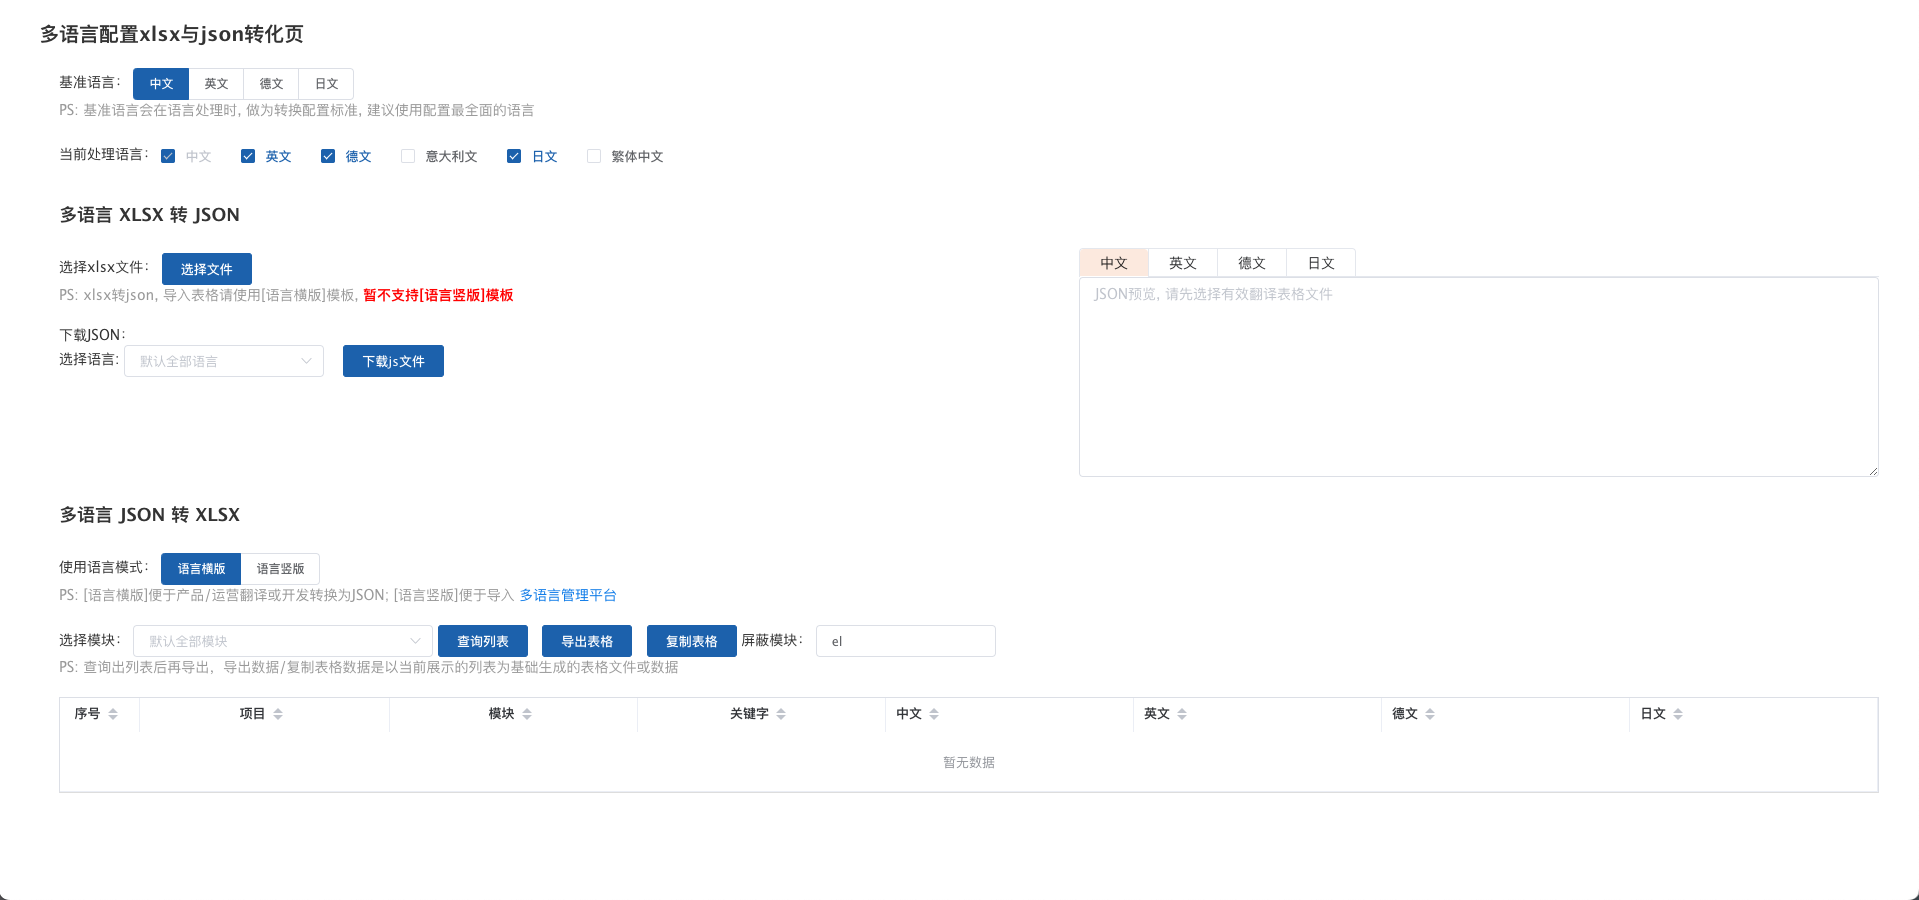 多语言配置xlsx与json转化页
基准语言： 中文 英文 德文 日文
PS: 基准语言会在语言处理时, 做为转换配置标准, 建议使用配置最全面的语言
当前处理语言： 中文 英文 德文 意大利文 日文 繁体中文
多语言 XLSX 转 JSON
选择xlsx文件： 选择文件
PS: xlsx转json, 导入表格请使用[语言横版]模板, 暂不支持[语言竖版]模板
下载JSON：
选择语言: 默认全部语言 下载js文件
中文 英文 德文 日文
JSON预览, 请先选择有效翻译表格文件
多语言 JSON 转 XLSX
使用语言模式： 语言横版 语言竖版
PS: [语言横版]便于产品/运营翻译或开发转换为JSON; [语言竖版]便于导入 多语言管理平台
选择模块： 默认全部模块 查询列表 导出表格 复制表格 屏蔽模块： el
PS: 查询出列表后再导出，导出数据/复制表格数据是以当前展示的列表为基础生成的表格文件或数据
序号 项目 模块 关键字 中文 英文 德文 日文
暂无数据